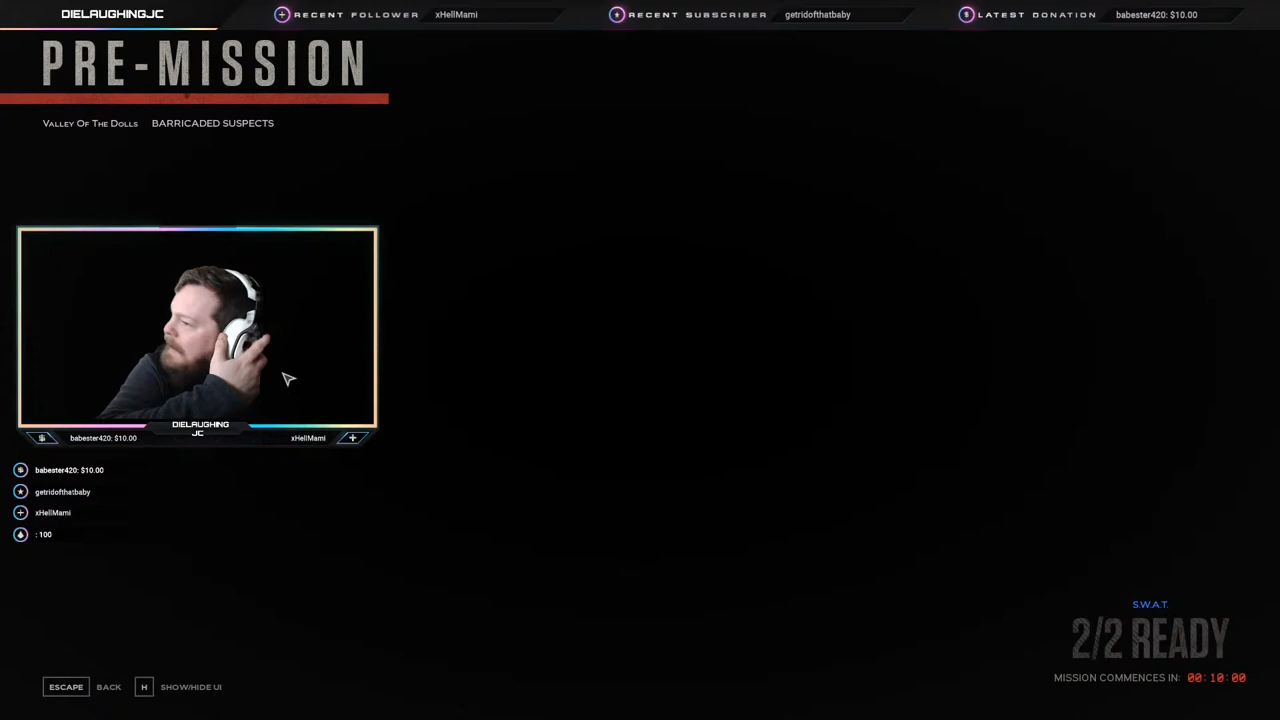 DIELAUGHINGJC
RECENT FOLLOWER xHellMami
RECENT SUBSCRIBER getridofthatbaby
LATEST DONATION babester420: $10.00
PRE-MISSION
VALLEY OF THE DOLLS BARRICADED SUSPECTS
DIELAUGHING
JC
babester420: $10.00
xHellMami
babester420: $10.00
getridofthatbaby
xHellMami
: 100
S.W.A.T.
2/2 READY
MISSION COMMENCES IN: 00:10:00
ESCAPE BACK H SHOW/HIDE UI